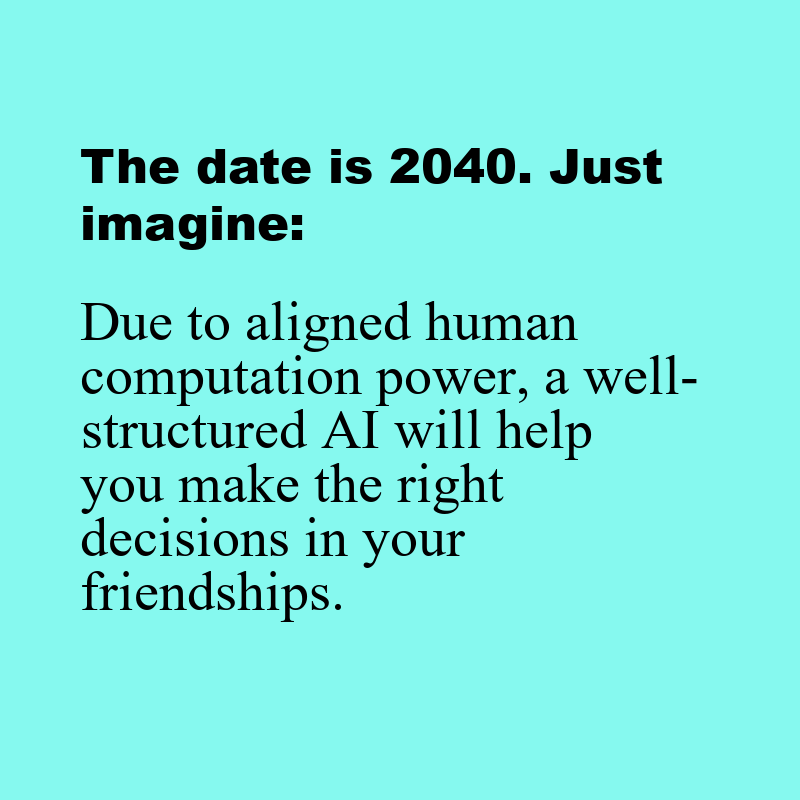 The date is 2040. Just
imagine:
Due to aligned human
computation power, a well-
structured AI will help
you make the right
decisions in your
friendships.